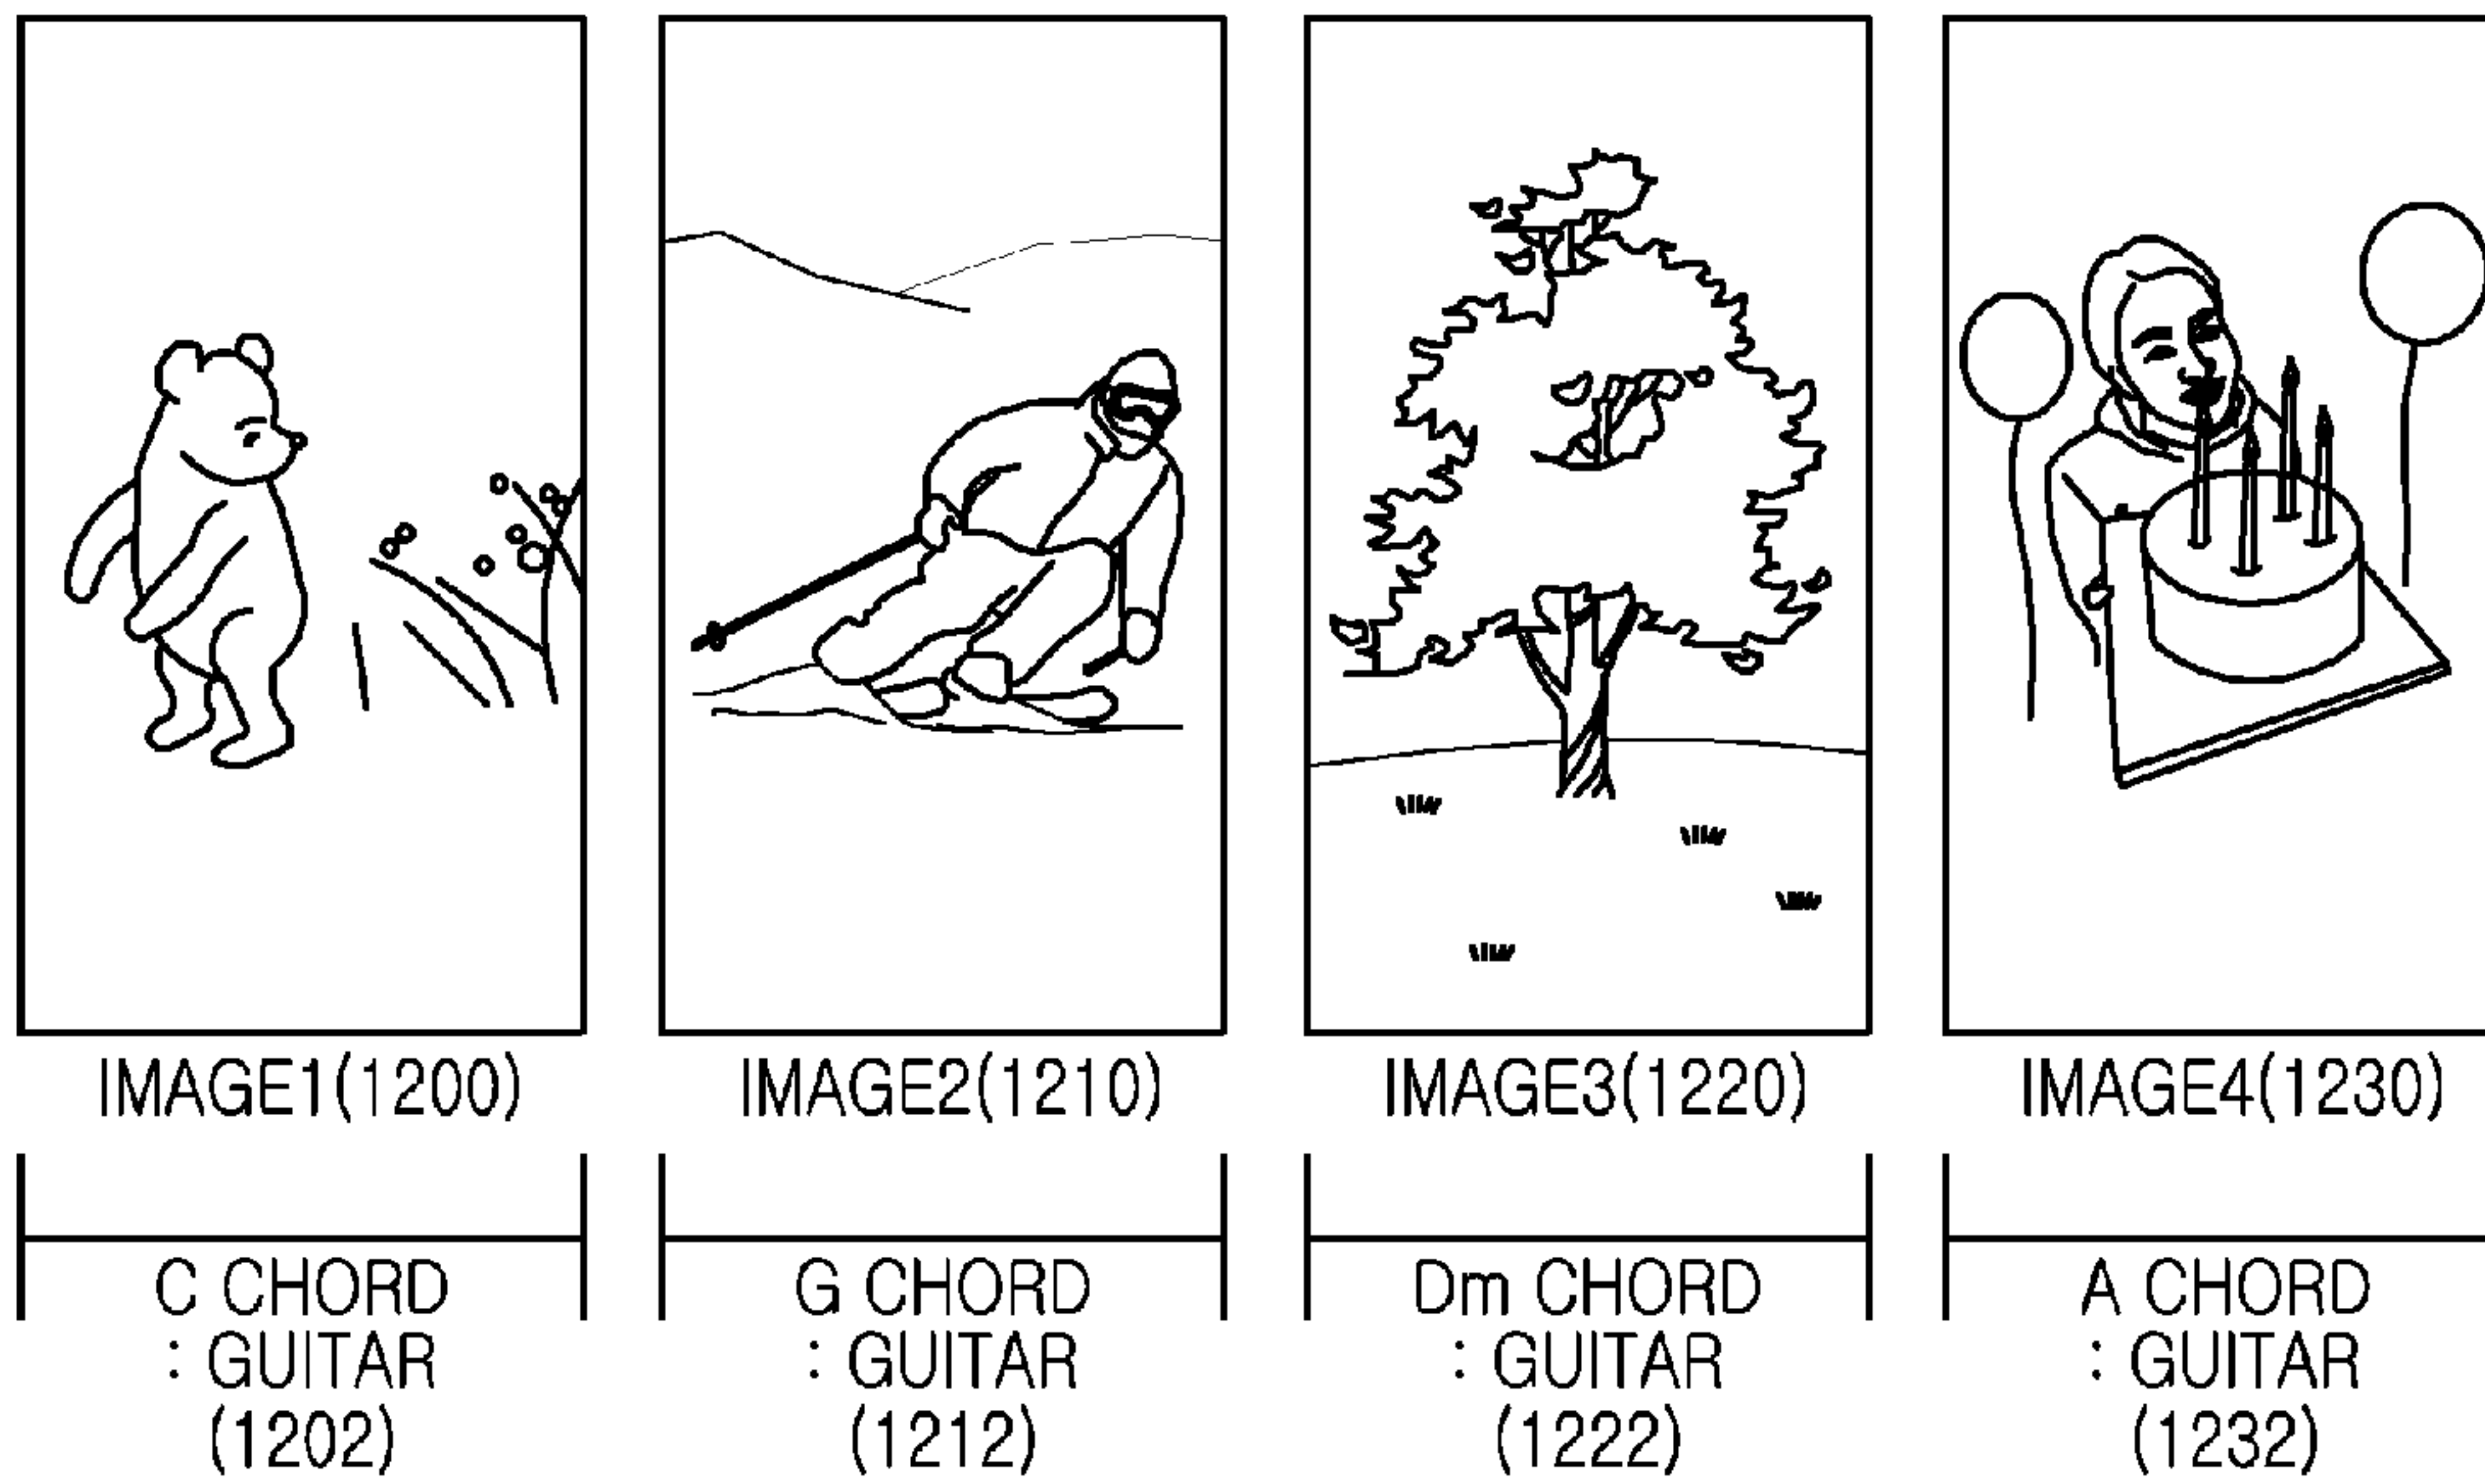 IMAGE1(1200)
IMAGE2(1210)
IMAGE3(1220)
IMAGE4(1230)
C CHORD
: GUITAR
(1202)
G CHORD
: GUITAR
(1212)
Dm CHORD
: GUITAR
(1222)
A CHORD
: GUITAR
(1232)